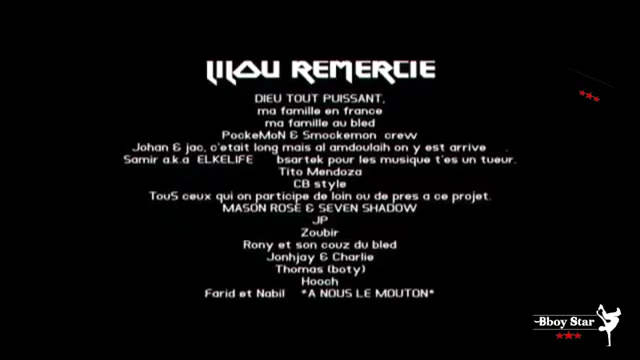 LILOU REMERCIE
DIEU TOUT PUISSANT,
ma famille en france
ma famille au bled
PockeMoN & Smockemon crew
Johan & jac, c'etait long mais al amdoulaih on y est arrive .
Samir a.k.a ELKELIFE bsartek pour les musique t'es un tueur.
Tito Mendoza
CB style
TouS ceux qui on participe de loin ou de pres a ce projet.
MASON ROSE & SEVEN SHADOW
JP
Zoubir
Rony et son couz du bled
Jonhjay & Charlie
Thomas (boty)
Hooch
Farid et Nabil *A NOUS LE MOUTON*
Bboy Star